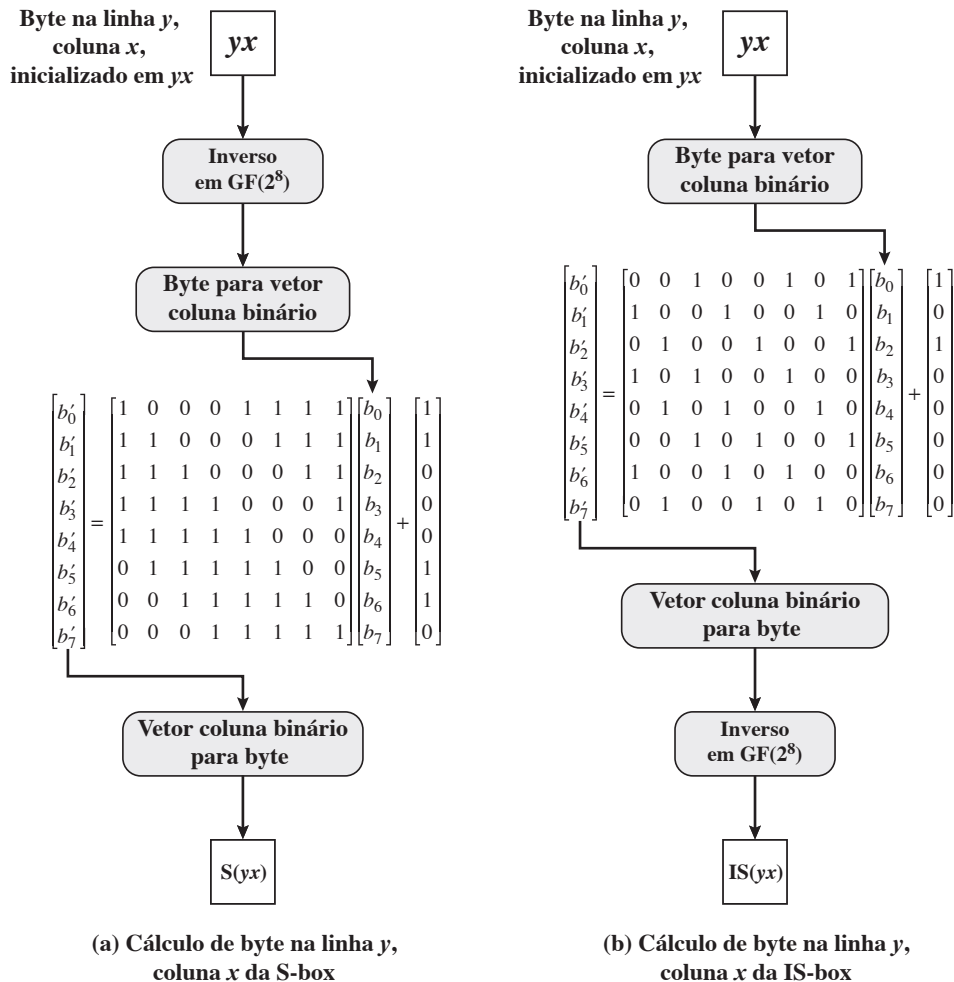 Byte na linha y,
coluna x,
inicializado em yx
yx
Inverso
em GF(2⁸)
Byte para vetor
coluna binário
b′₀ 1 0 0 0 1 1 1 1 b₀ 1
b′₁ 1 1 0 0 0 1 1 1 b₁ 1
b′₂ 1 1 1 0 0 0 1 1 b₂ 0
b′₃ 1 1 1 1 0 0 0 1 b₃ 0
b′₄ = 1 1 1 1 1 0 0 0 b₄ + 0
b′₅ 0 1 1 1 1 1 0 0 b₅ 1
b′₆ 0 0 1 1 1 1 1 0 b₆ 1
b′₇ 0 0 0 1 1 1 1 1 b₇ 0
Vetor coluna binário
para byte
S(yx)
(a) Cálculo de byte na linha y,
coluna x da S-box
Byte na linha y,
coluna x,
inicializado em yx
yx
Byte para vetor
coluna binário
b′₀ 0 0 1 0 0 1 0 1 b₀ 1
b′₁ 1 0 0 1 0 0 1 0 b₁ 0
b′₂ 0 1 0 0 1 0 0 1 b₂ 1
b′₃ 1 0 1 0 0 1 0 0 b₃ 0
b′₄ = 0 1 0 1 0 0 1 0 b₄ + 0
b′₅ 0 0 1 0 1 0 0 1 b₅ 0
b′₆ 1 0 0 1 0 1 0 0 b₆ 0
b′₇ 0 1 0 0 1 0 1 0 b₇ 0
Vetor coluna binário
para byte
Inverso
em GF(2⁸)
IS(yx)
(b) Cálculo de byte na linha y,
coluna x da IS-box